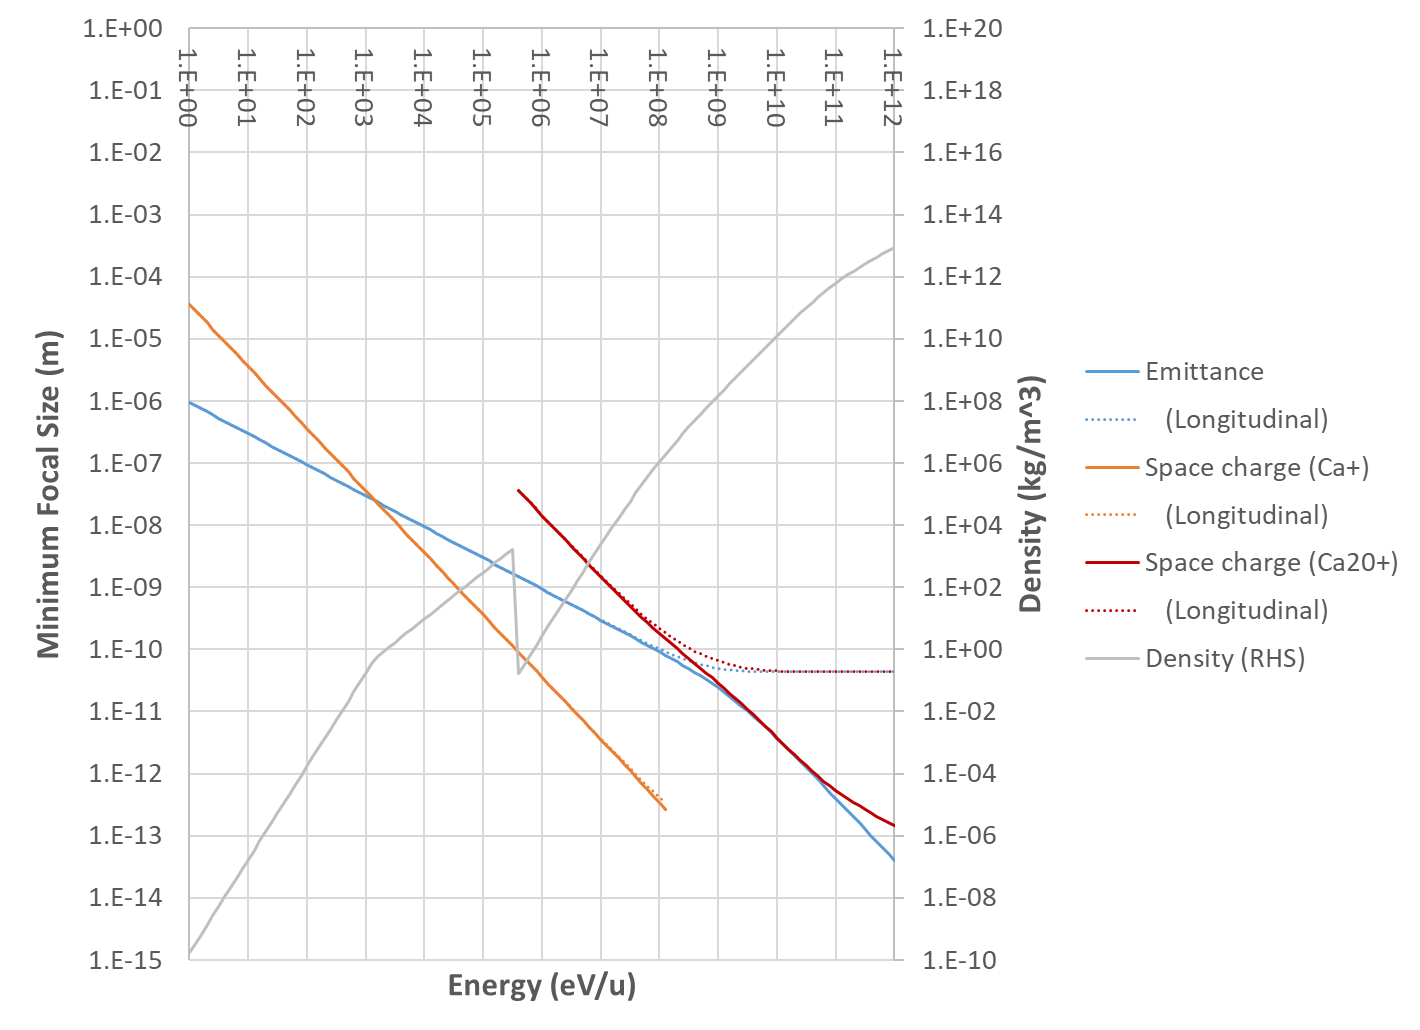 1.E+00
1.E-01
1.E-02
1.E-03
1.E-04
1.E-05
1.E-06
1.E-07
1.E-08
1.E-09
1.E-10
1.E-11
1.E-12
1.E-13
1.E-14
1.E-15
Minimum Focal Size (m)
1.E+00
1.E+01
1.E+02
1.E+03
1.E+04
1.E+05
1.E+06
1.E+07
1.E+08
1.E+09
1.E+10
1.E+11
1.E+12
Energy (eV/u)
1.E+20
1.E+18
1.E+16
1.E+14
1.E+12
1.E+10
1.E+08
1.E+06
1.E+04
1.E+02
1.E+00
1.E-02
1.E-04
1.E-06
1.E-08
1.E-10
Density (kg/m^3)
Emittance
(Longitudinal)
Space charge (Ca+)
(Longitudinal)
Space charge (Ca20+)
(Longitudinal)
Density (RHS)